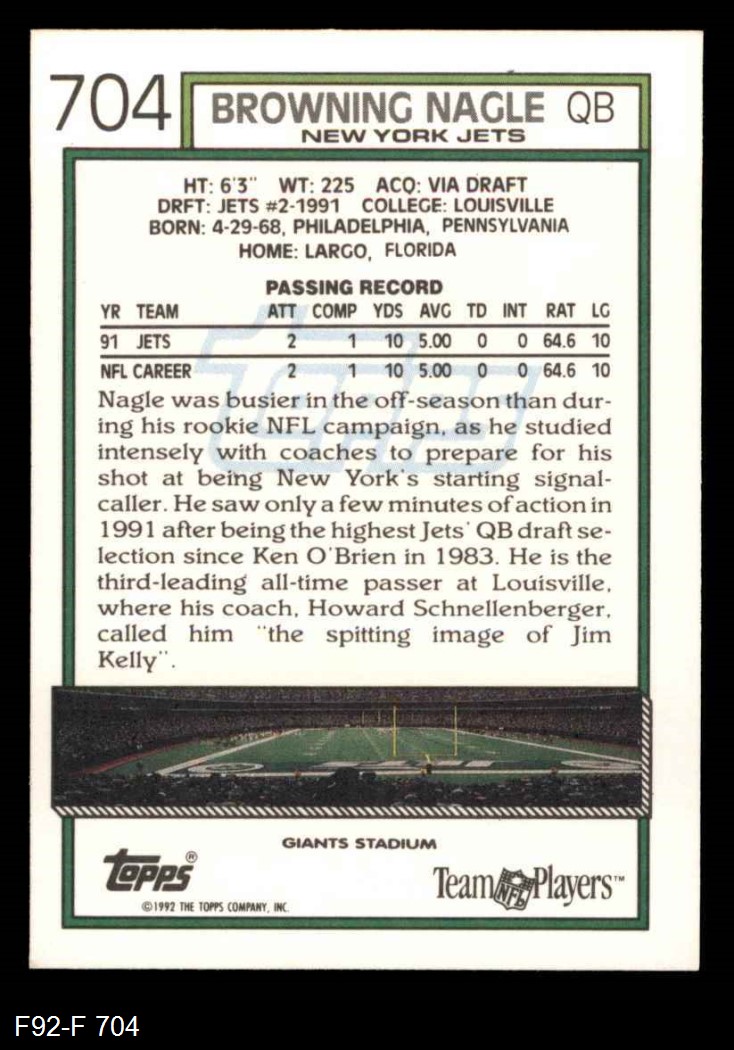 704 BROWNING NAGLE QB
NEW YORK JETS
HT: 6'3" WT: 225 ACQ: VIA DRAFT
DRFT: JETS #2-1991 COLLEGE: LOUISVILLE
BORN: 4-29-68, PHILADELPHIA, PENNSYLVANIA
HOME: LARGO, FLORIDA
PASSING RECORD
YR TEAM ATT COMP YDS AVG TD INT RAT LG
91 JETS 2 1 10 5.00 0 0 64.6 10
NFL CAREER 2 1 10 5.00 0 0 64.6 10
Nagle was busier in the off-season than dur-
ing his rookie NFL campaign, as he studied
intensely with coaches to prepare for his
shot at being New York's starting signal-
caller. He saw only a few minutes of action in
1991 after being the highest Jets' QB draft se-
lection since Ken O'Brien in 1983. He is the
third-leading all-time passer at Louisville,
where his coach, Howard Schnellenberger,
called him "the spitting image of Jim
Kelly".
GIANTS STADIUM
Topps®
Team NFL Players™
©1992 THE TOPPS COMPANY, INC.
F92-F 704